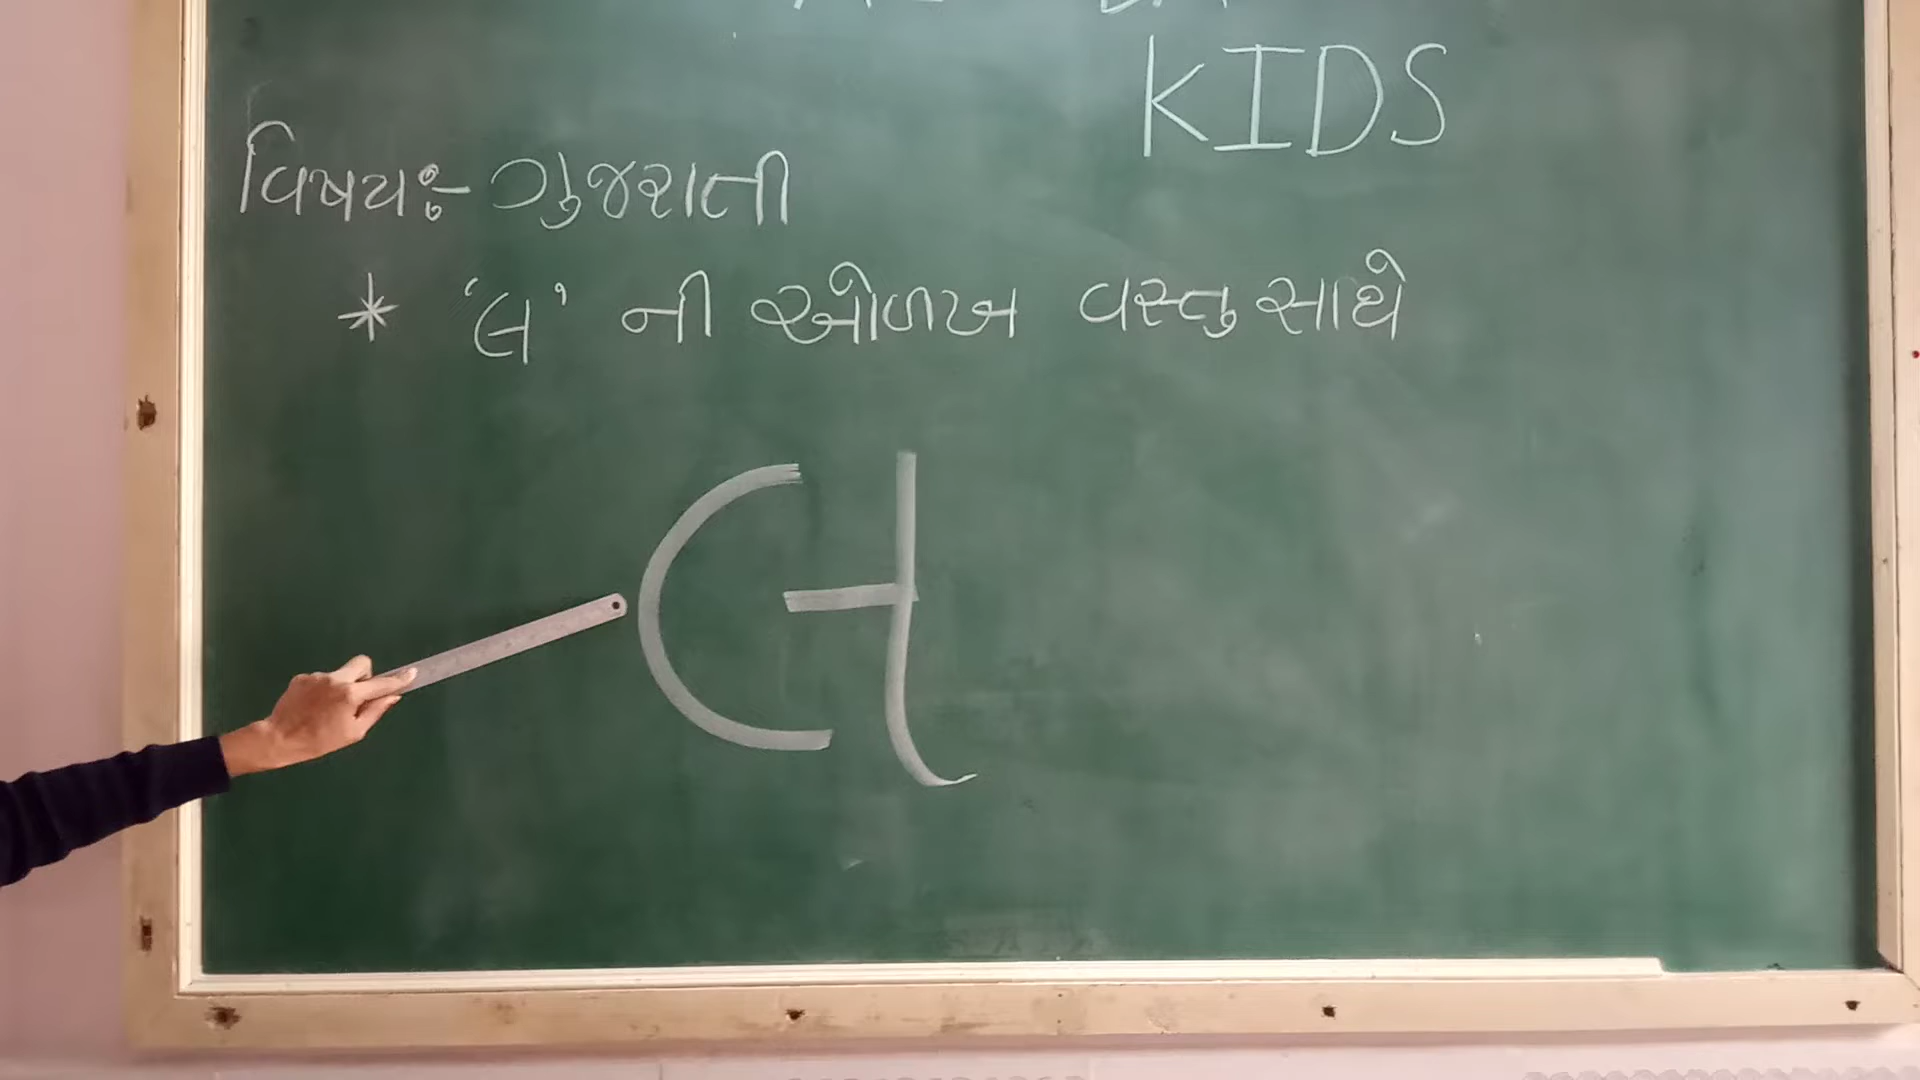 KIDS
વિષય:- ગુજરાતી
* 'લ' ની ઓળખ વસ્તુ સાથે
લ